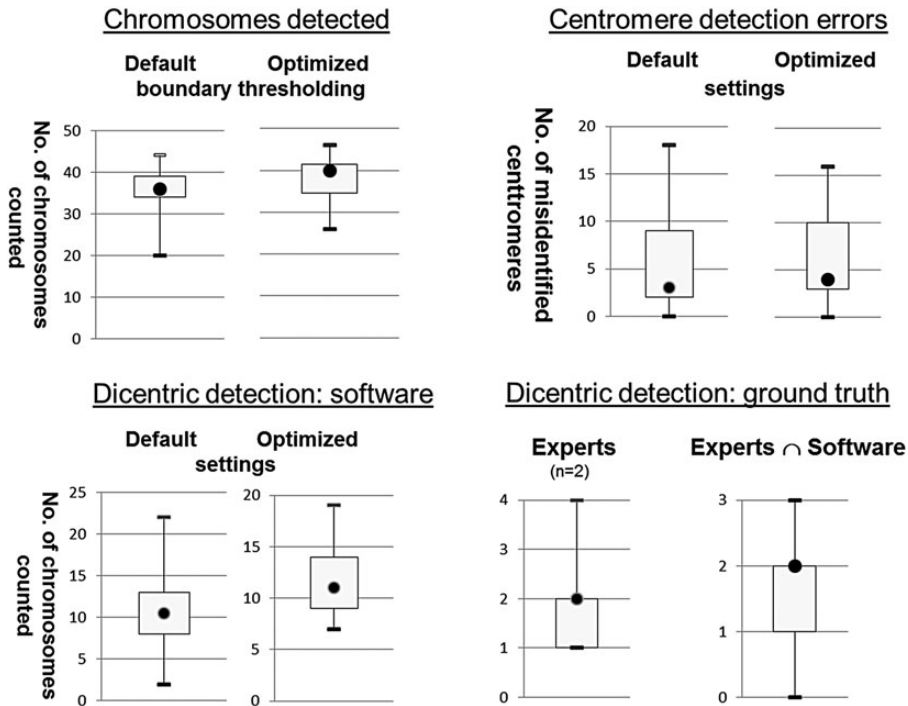 Chromosomes detected
Default Optimized
boundary thresholding
No. of chromosomes
counted
50
40
30
20
10
0
Centromere detection errors
Default Optimized
settings
No. of misidentified
centtromeres
20
15
10
5
0
Dicentric detection: software
Default Optimized
settings
No. of chromosomes
counted
25
20
15
10
5
0
20
15
10
5
0
Dicentric detection: ground truth
Experts
(n=2)
4
3
2
1
0
Experts ∩ Software
3
2
1
0